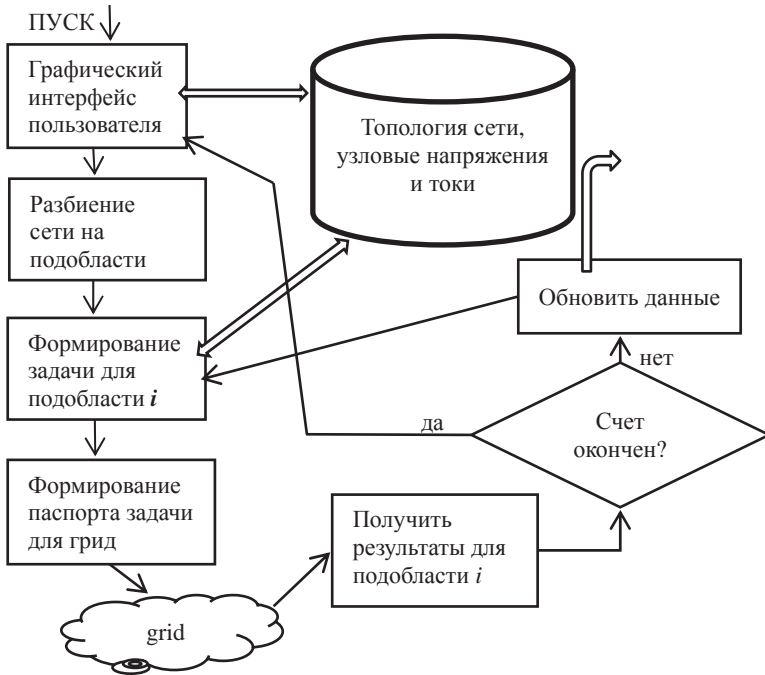 ПУСК
Графический
интерфейс
пользователя
Топология сети,
узловые напряжения
и токи
Разбиение
сети на
подобласти
Обновить данные
Формирование
задачи для
подобласти i
нет
да
Счет
окончен?
Формирование
паспорта задачи
для грид
Получить
результаты для
подобласти i
grid